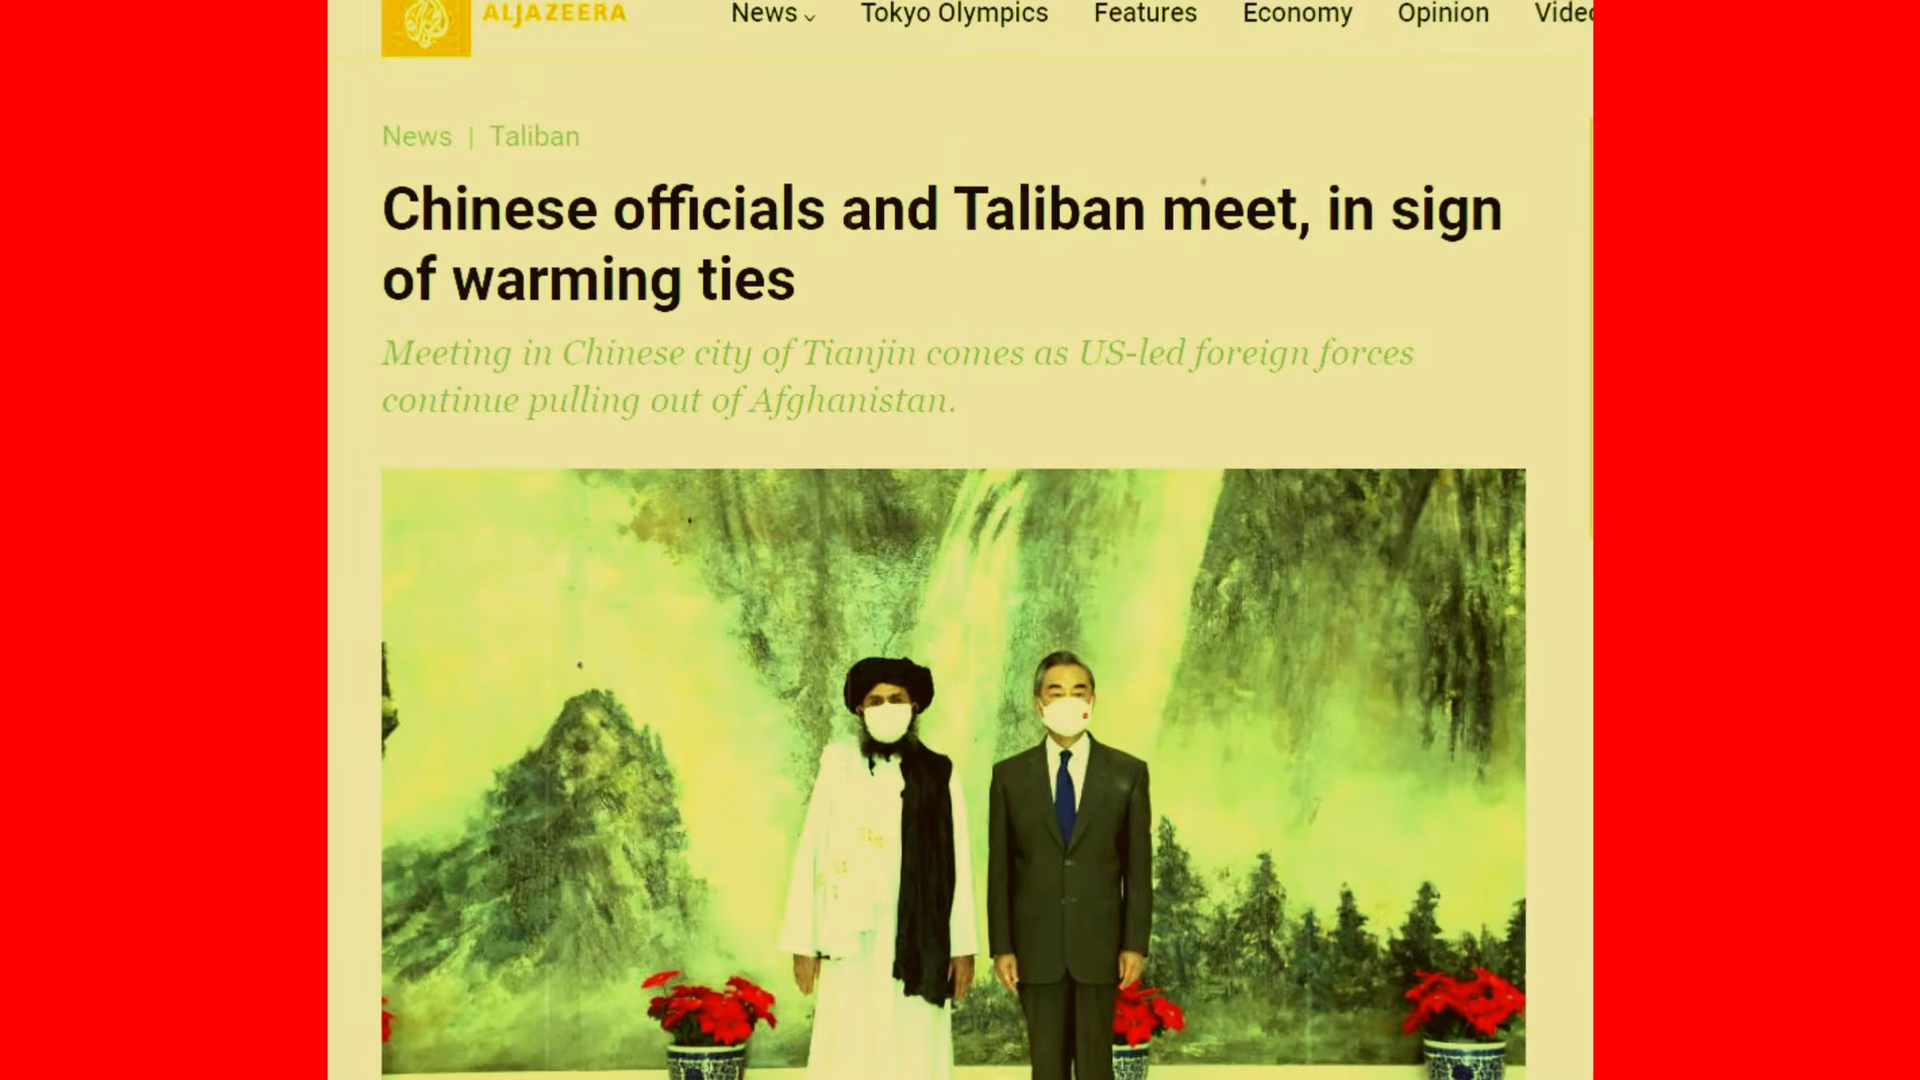 ALJAZEERA
News Tokyo Olympics Features Economy Opinion
News | Taliban
Chinese officials and Taliban meet, in sign
of warming ties
Meeting in Chinese city of Tianjin comes as US-led foreign forces
continue pulling out of Afghanistan.